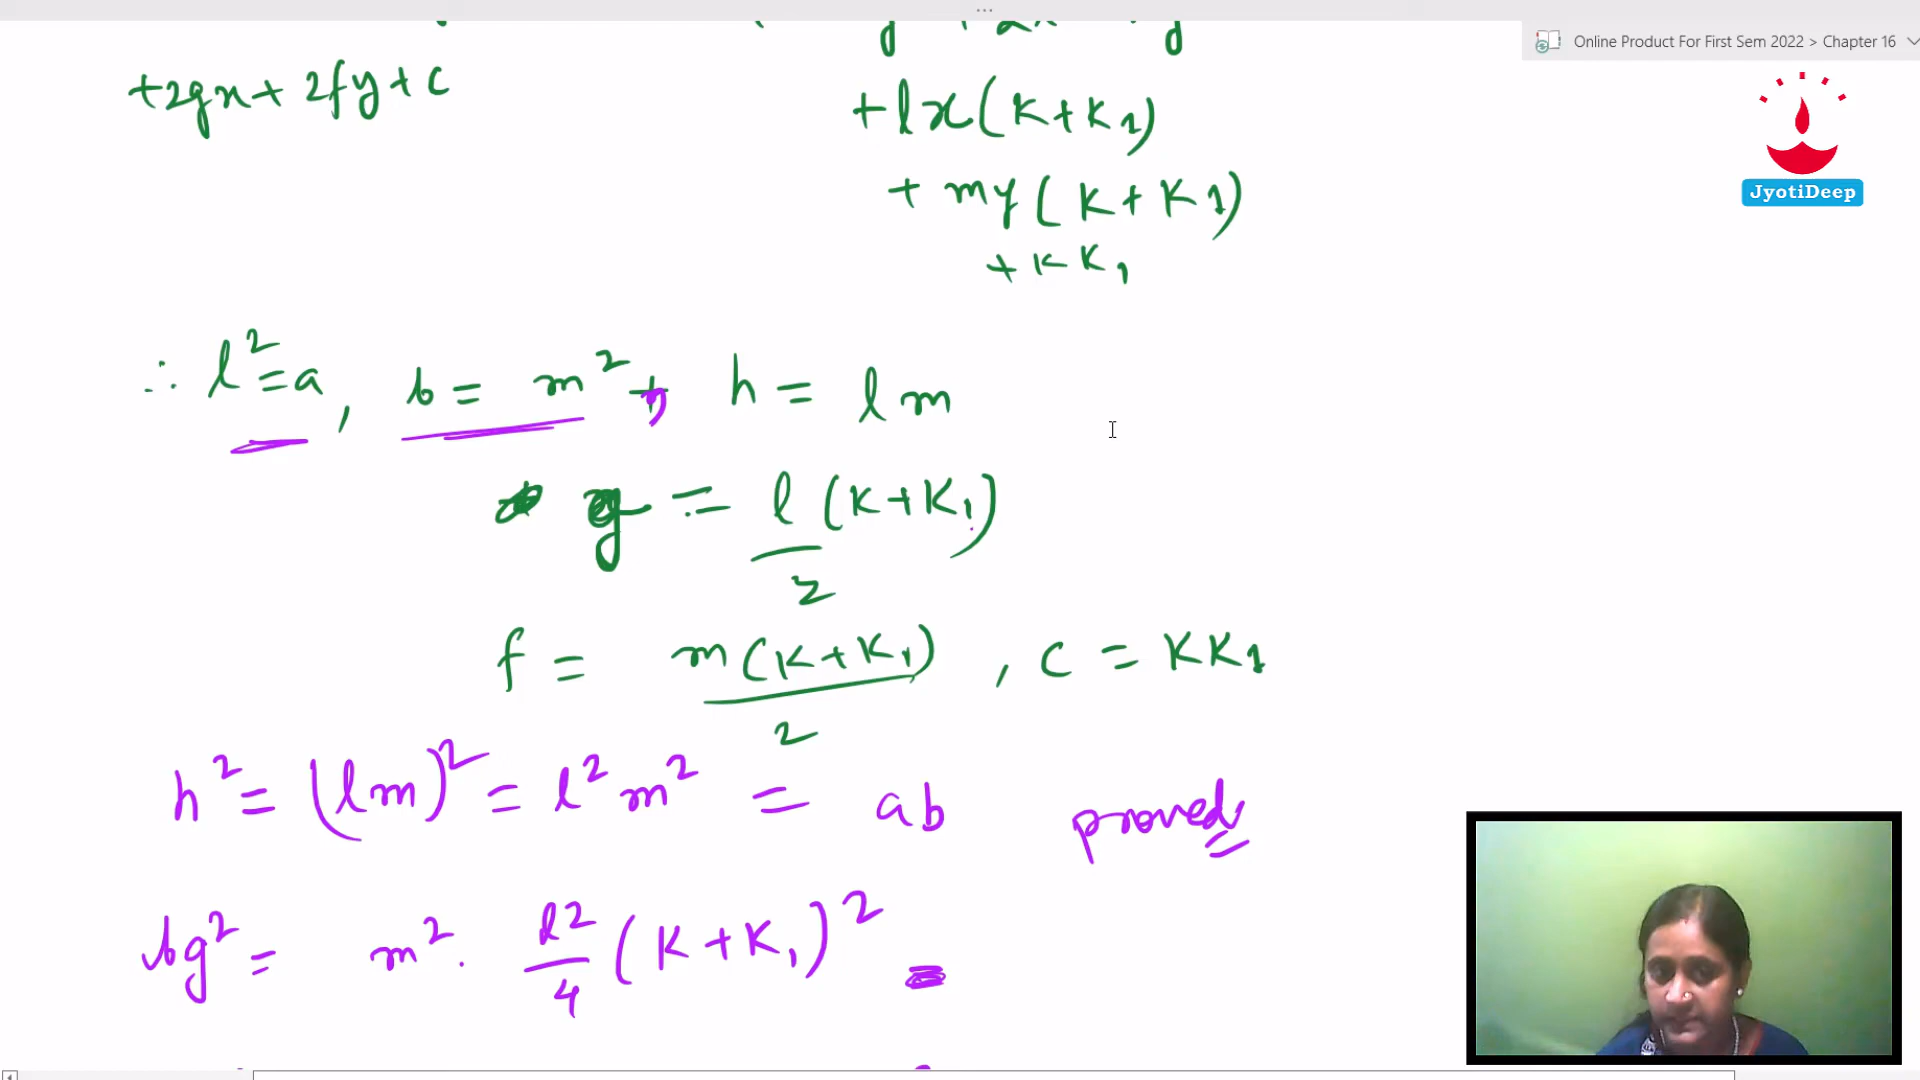 Online Product For First Sem 2022 > Chapter 16
+2gx+ 2fy+c
+lx(K+K1)
+ my(K+K1)
+KK1
JyotiDeep
∴ l²=a, b= m², h= lm
g = l/2 (K+K1)
f = m(K+K1)/2 , c = KK1
h²= (lm)² = l²m² = ab proved
bg² = m². l²/4 (K+K1)²